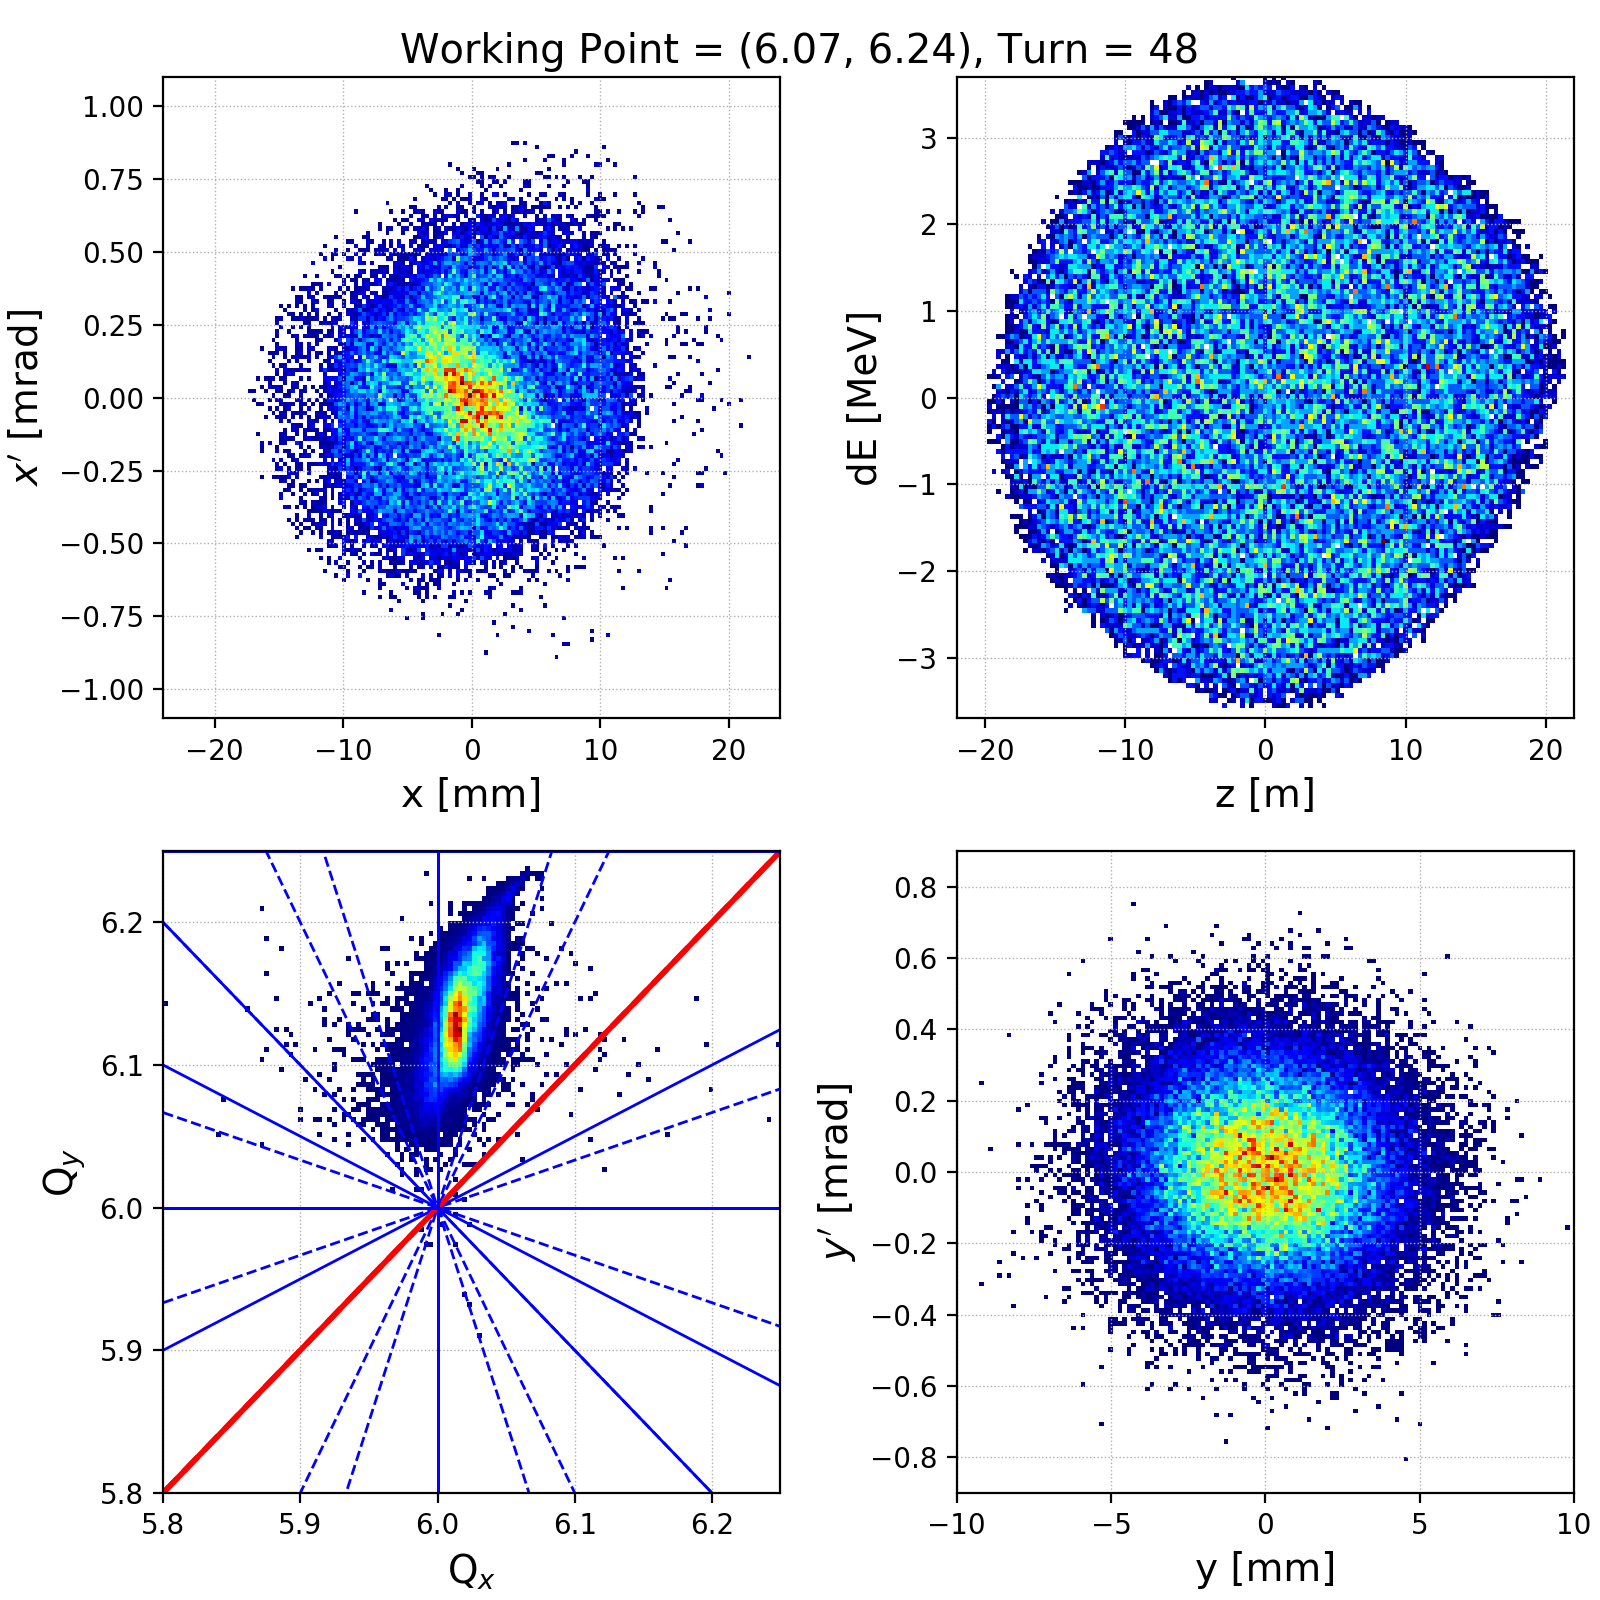 Working Point = (6.07, 6.24), Turn = 48
1.00
0.75
0.50
0.25
0.00
−0.25
−0.50
−0.75
−1.00
x′ [mrad]
−20 −10 0 10 20
x [mm]
3
2
1
0
−1
−2
−3
dE [MeV]
−20 −10 0 10 20
z [m]
6.2
6.1
6.0
5.9
5.8
Qy
5.8 5.9 6.0 6.1 6.2
Qx
0.8
0.6
0.4
0.2
0.0
−0.2
−0.4
−0.6
−0.8
y′ [mrad]
−10 −5 0 5 10
y [mm]